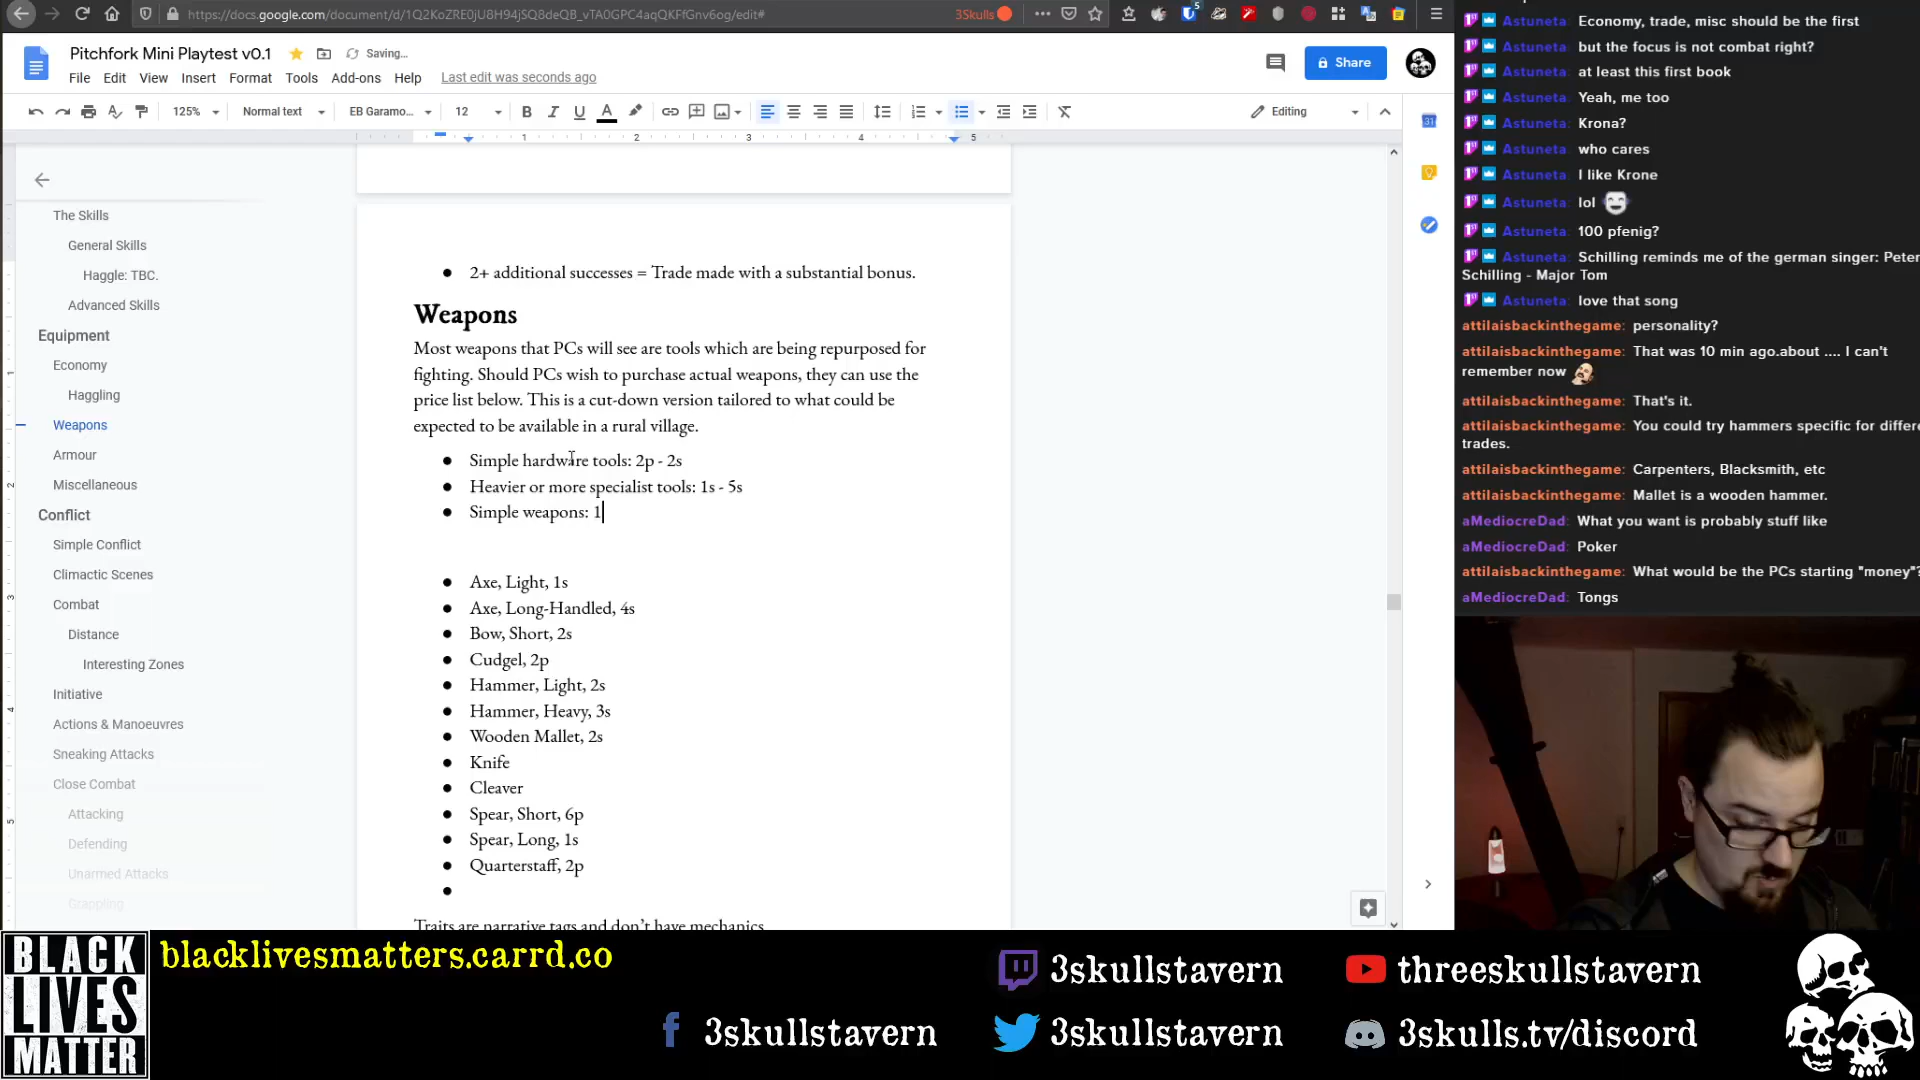 https://docs.google.com/document/d/1Q2KoZRE0jU8H94jSQ8deQB_vTA0GPC4aqQKFfGnv6og/edit#
3Skulls
5
Pitchfork Mini Playtest v0.1
Saving...
File
Edit
View
Insert
Format
Tools
Add-ons
Help
Last edit was seconds ago
Share
125%
Normal text
EB Garamo...
12
B
I
U
A
Editing
1
2
3
4
5
The Skills
General Skills
Haggle: TBC.
Advanced Skills
Equipment
Economy
Haggling
Weapons
Armour
Miscellaneous
Conflict
Simple Conflict
Climactic Scenes
Combat
Distance
Interesting Zones
Initiative
Actions & Manoeuvres
Sneaking Attacks
Close Combat
Attacking
Defending
Unarmed Attacks
Grappling
● 2+ additional successes = Trade made with a substantial bonus.
Weapons
Most weapons that PCs will see are tools which are being repurposed for
fighting. Should PCs wish to purchase actual weapons, they can use the
price list below. This is a cut-down version tailored to what could be
expected to be available in a rural village.
● Simple hardware tools: 2p - 2s
● Heavier or more specialist tools: 1s - 5s
● Simple weapons: 1
● Axe, Light, 1s
● Axe, Long-Handled, 4s
● Bow, Short, 2s
● Cudgel, 2p
● Hammer, Light, 2s
● Hammer, Heavy, 3s
● Wooden Mallet, 2s
● Knife
● Cleaver
● Spear, Short, 6p
● Spear, Long, 1s
● Quarterstaff, 2p
●
Traits are narrative tags and don't have mechanics
Astuneta: Economy, trade, misc should be the first
Astuneta: but the focus is not combat right?
Astuneta: at least this first book
Astuneta: Yeah, me too
Astuneta: Krona?
Astuneta: who cares
Astuneta: I like Krone
Astuneta: lol
Astuneta: 100 pfenig?
Astuneta: Schilling reminds me of the german singer: Peter
Schilling - Major Tom
Astuneta: love that song
attilaisbackinthegame: personality?
attilaisbackinthegame: That was 10 min ago.about .... I can't
remember now
attilaisbackinthegame: That's it.
attilaisbackinthegame: You could try hammers specific for differe
trades.
attilaisbackinthegame: Carpenters, Blacksmith, etc
attilaisbackinthegame: Mallet is a wooden hammer.
aMediocreDad: What you want is probably stuff like
aMediocreDad: Poker
attilaisbackinthegame: What would be the PCs starting "money"?
aMediocreDad: Tongs
BLACK
LIVES
MATTER
blacklivesmatters.carrd.co
3skullstavern
threeskullstavern
3skullstavern
3skullstavern
3skulls.tv/discord